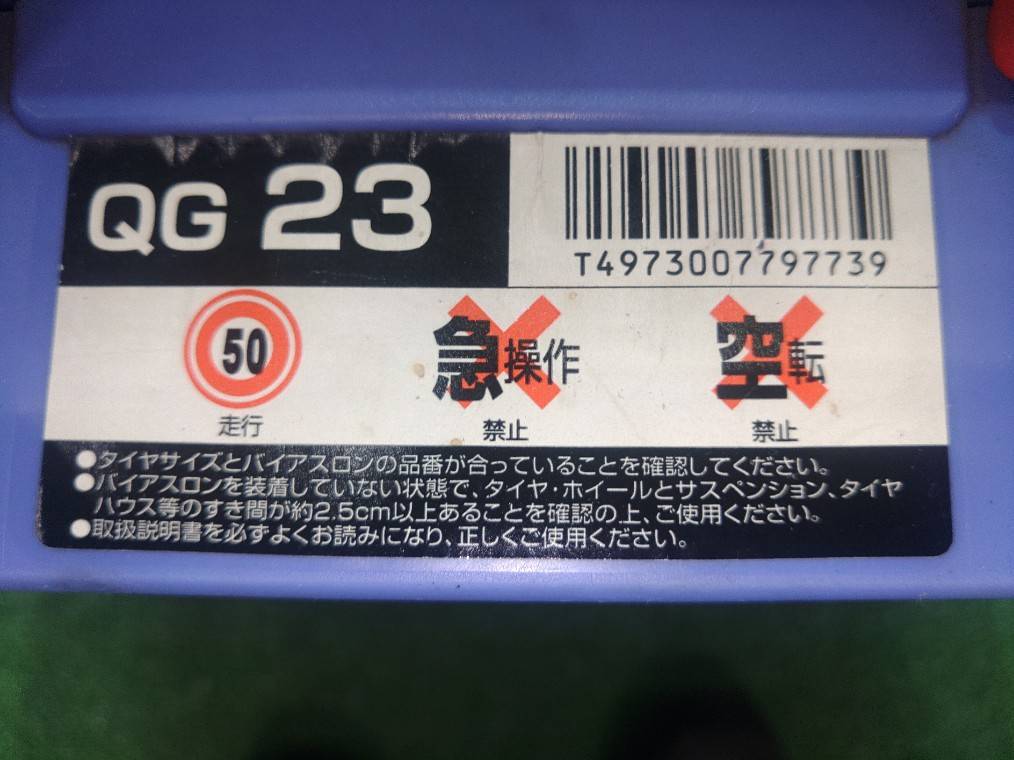 QG 23
T4973007797739
50
走行
急操作
禁止
空転
禁止
●タイヤサイズとバイアスロンの品番が合っていることを確認してください。
●バイアスロンを装着していない状態で、タイヤ・ホイールとサスペンション、タイヤ
ハウス等のすき間が約2.5cm以上あることを確認の上、ご使用ください。
●取扱説明書を必ずよくお読みになり、正しくご使用ください。